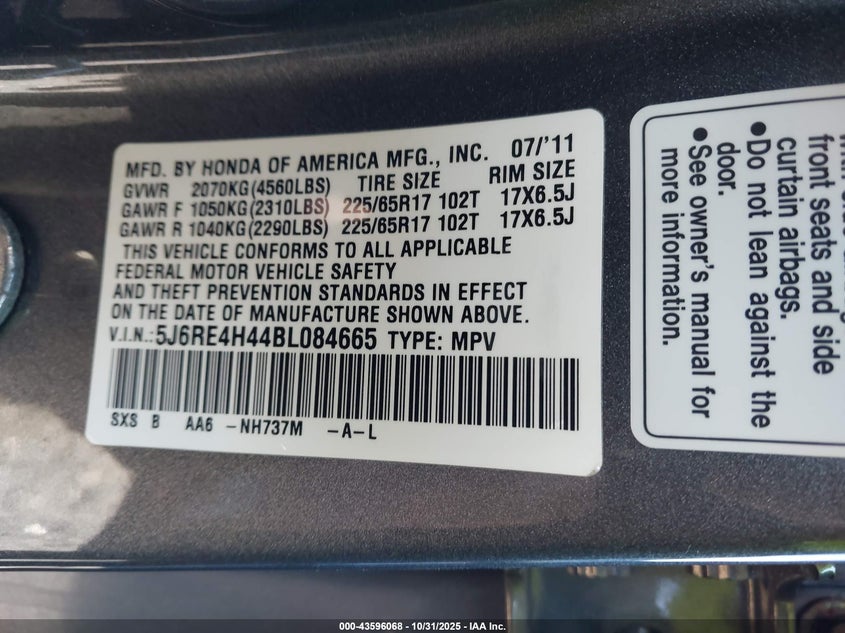 MFD. BY HONDA OF AMERICA MFG., INC. 07/'11
GVWR 2070KG(4560LBS) TIRE SIZE RIM SIZE
GAWR F 1050KG(2310LBS) 225/65R17 102T 17X6.5J
GAWR R 1040KG(2290LBS) 225/65R17 102T 17X6.5J
THIS VEHICLE CONFORMS TO ALL APPLICABLE
FEDERAL MOTOR VEHICLE SAFETY
AND THEFT PREVENTION STANDARDS IN EFFECT
ON THE DATE OF MANUFACTURE SHOWN ABOVE.
V.I.N.:5J6RE4H44BL084665 TYPE: MPV
SXS B AA6 -NH737M -A-L
front seats and side
curtain airbags.
●Do not lean against the
door.
●See owner's manual for
more information.
000-43596068 - 10/31/2025 - IAA Inc.